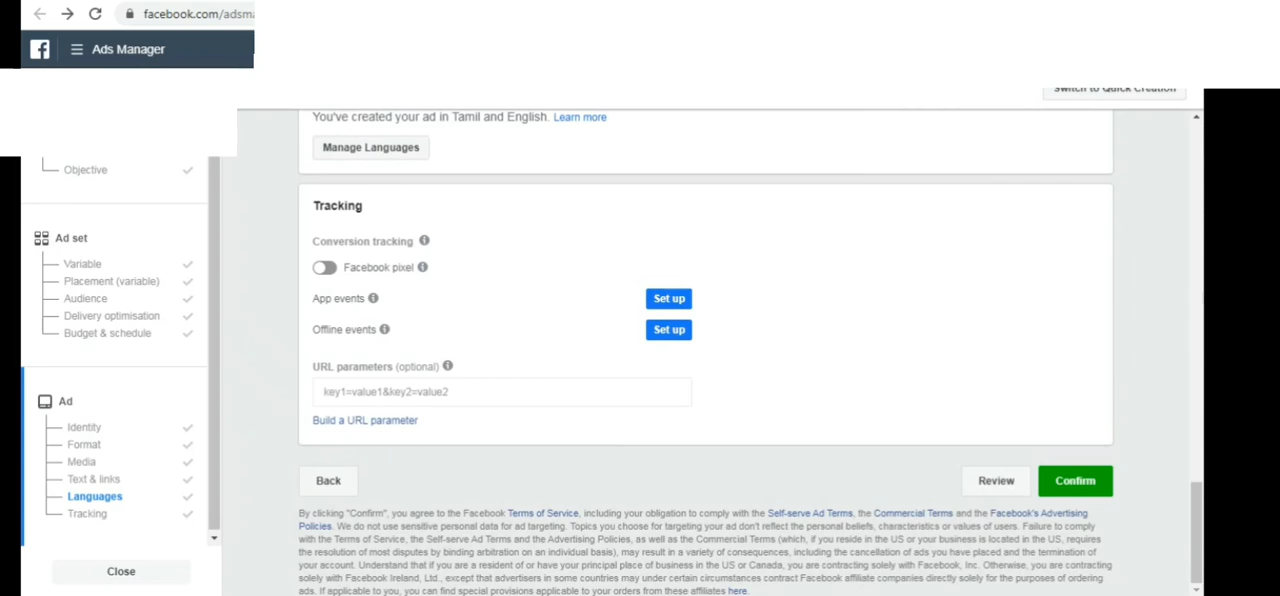 facebook.com/adsma
Ads Manager
Switch to Quick Creation
You've created your ad in Tamil and English. Learn more
Manage Languages
Objective
Ad set
Variable
Placement (variable)
Audience
Delivery optimisation
Budget & schedule
Ad
Identity
Format
Media
Text & links
Languages
Tracking
Close
Tracking
Conversion tracking
Facebook pixel
App events Set up
Offline events Set up
URL parameters (optional)
key1=value1&key2=value2
Build a URL parameter
Back Review Confirm
By clicking "Confirm", you agree to the Facebook Terms of Service, including your obligation to comply with the Self-serve Ad Terms, the Commercial Terms and the Facebook's Advertising
Policies. We do not use sensitive personal data for ad targeting. Topics you choose for targeting your ad don't reflect the personal beliefs, characteristics or values of users. Failure to comply
with the Terms of Service, the Self-serve Ad Terms and the Advertising Policies, as well as the Commercial Terms (which, if you reside in the US or your business is located in the US, requires
the resolution of most disputes by binding arbitration on an individual basis), may result in a variety of consequences, including the cancellation of ads you have placed and the termination of
your account. Understand that if you are a resident of or have your principal place of business in the US or Canada, you are contracting solely with Facebook, Inc. Otherwise, you are contracting
solely with Facebook Ireland, Ltd., except that advertisers in some countries may under certain circumstances contract Facebook affiliate companies directly solely for the purposes of ordering
ads. If applicable to you, you can find special provisions applicable to your orders from these affiliates here.